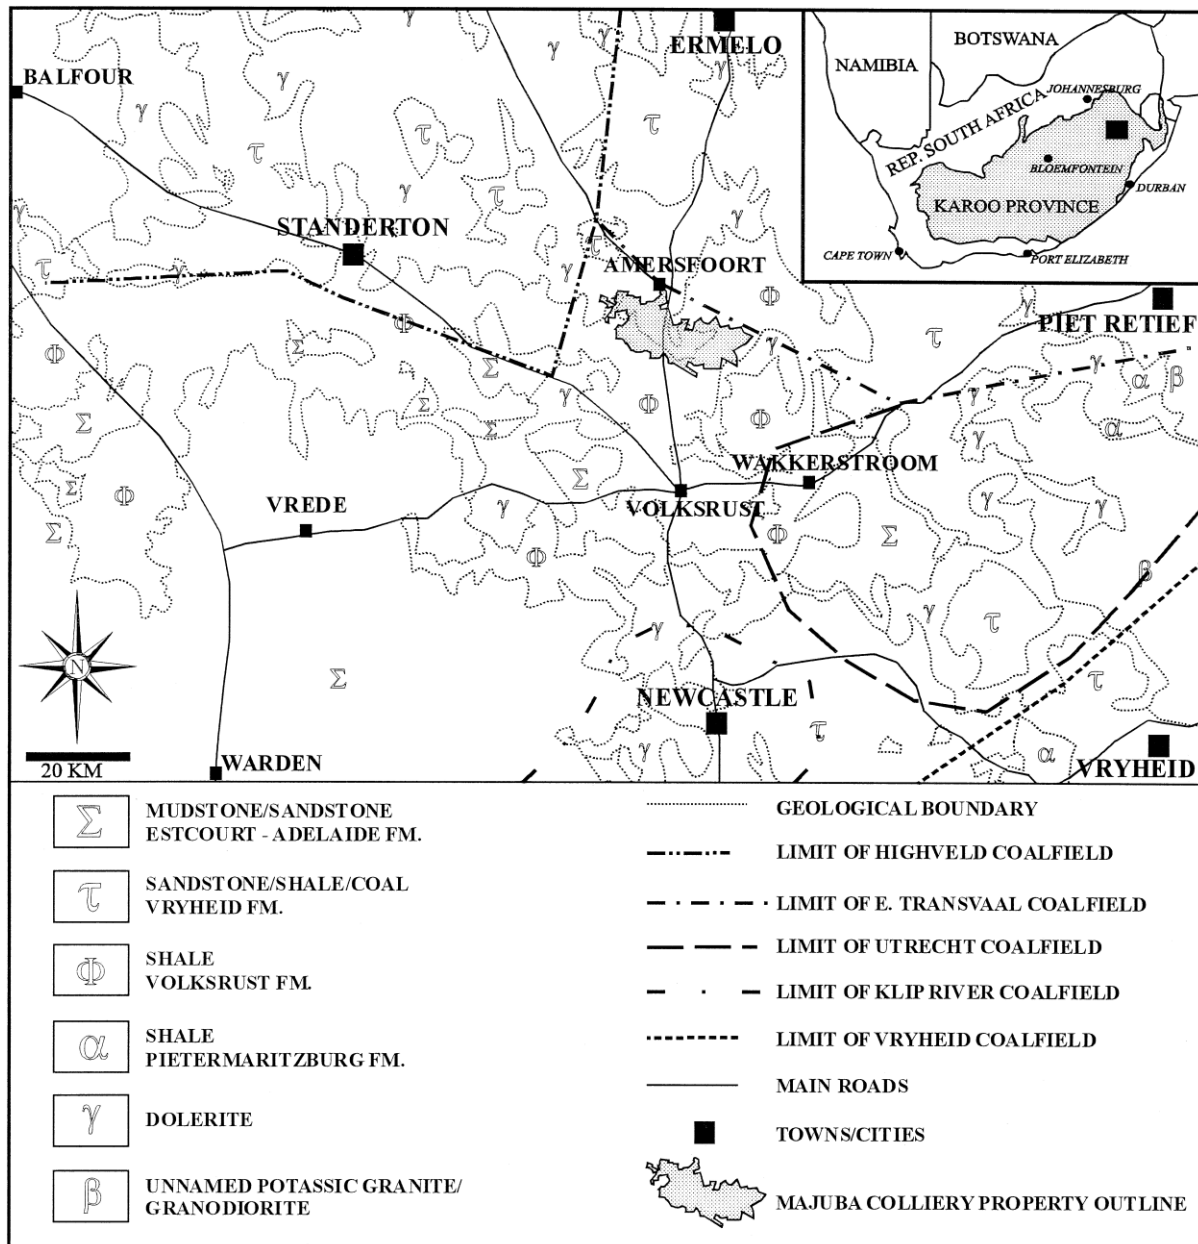 ERMELO
BALFOUR
STANDERTON
AMERSFOORT
PIET RETIEF
WAKKERSTROOM
VREDE
VOLKSRUST
NEWCASTLE
WARDEN
VRYHEID
N
20 KM
NAMIBIA
BOTSWANA
JOHANNESBURG
REP. SOUTH AFRICA
BLOEMFONTEIN
DURBAN
KAROO PROVINCE
CAPE TOWN
PORT ELIZABETH
Σ
MUDSTONE/SANDSTONE
ESTCOURT - ADELAIDE FM.
τ
SANDSTONE/SHALE/COAL
VRYHEID FM.
Φ
SHALE
VOLKSRUST FM.
α
SHALE
PIETERMARITZBURG FM.
γ
DOLERITE
β
UNNAMED POTASSIC GRANITE/
GRANODIORITE
GEOLOGICAL BOUNDARY
LIMIT OF HIGHVELD COALFIELD
LIMIT OF E. TRANSVAAL COALFIELD
LIMIT OF UTRECHT COALFIELD
LIMIT OF KLIP RIVER COALFIELD
LIMIT OF VRYHEID COALFIELD
MAIN ROADS
TOWNS/CITIES
MAJUBA COLLIERY PROPERTY OUTLINE